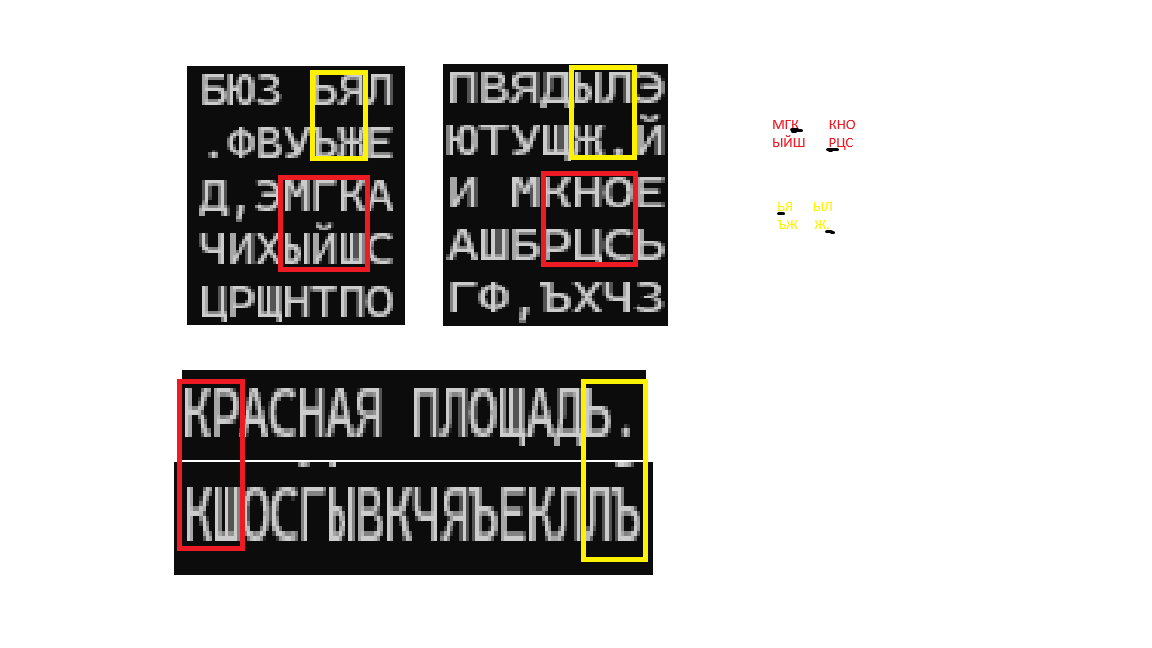 БЮЗ ЬЯЛ
.ФВУЪЖЕ
Д,ЭМГКА
ЧИХЫЙШС
ЦРЩНТПО
ПВЯДЫЛЭ
ЮТУЩЖ.Й
И МКНОЕ
АШБРЦСЬ
ГФ,ЪХЧЗ
МГК КНО
ЫЙШ РЦС
ЬЯ ЫЛ
ЪЖ Ж.
КРАСНАЯ ПЛОЩАДЬ.
КШОСГЫВКЧЯЪЕКЛЛЪ